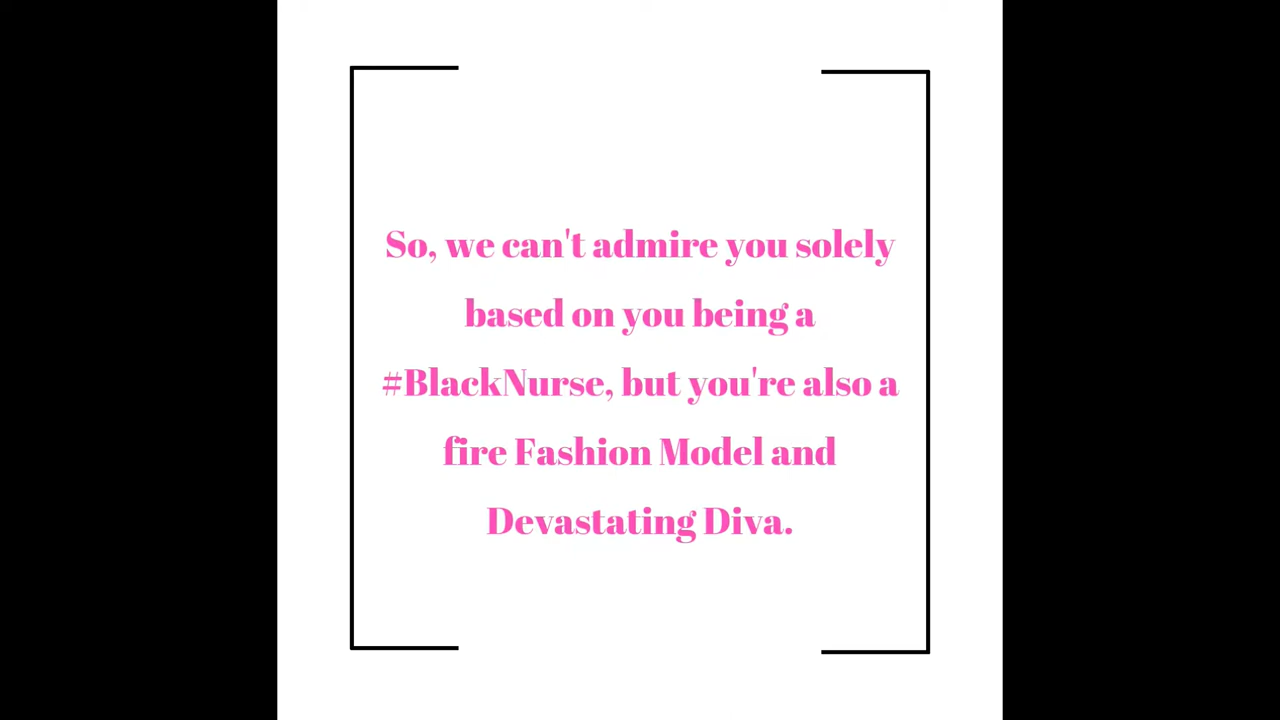 So, we can't admire you solely
based on you being a
#BlackNurse, but you're also a
fire Fashion Model and
Devastating Diva.